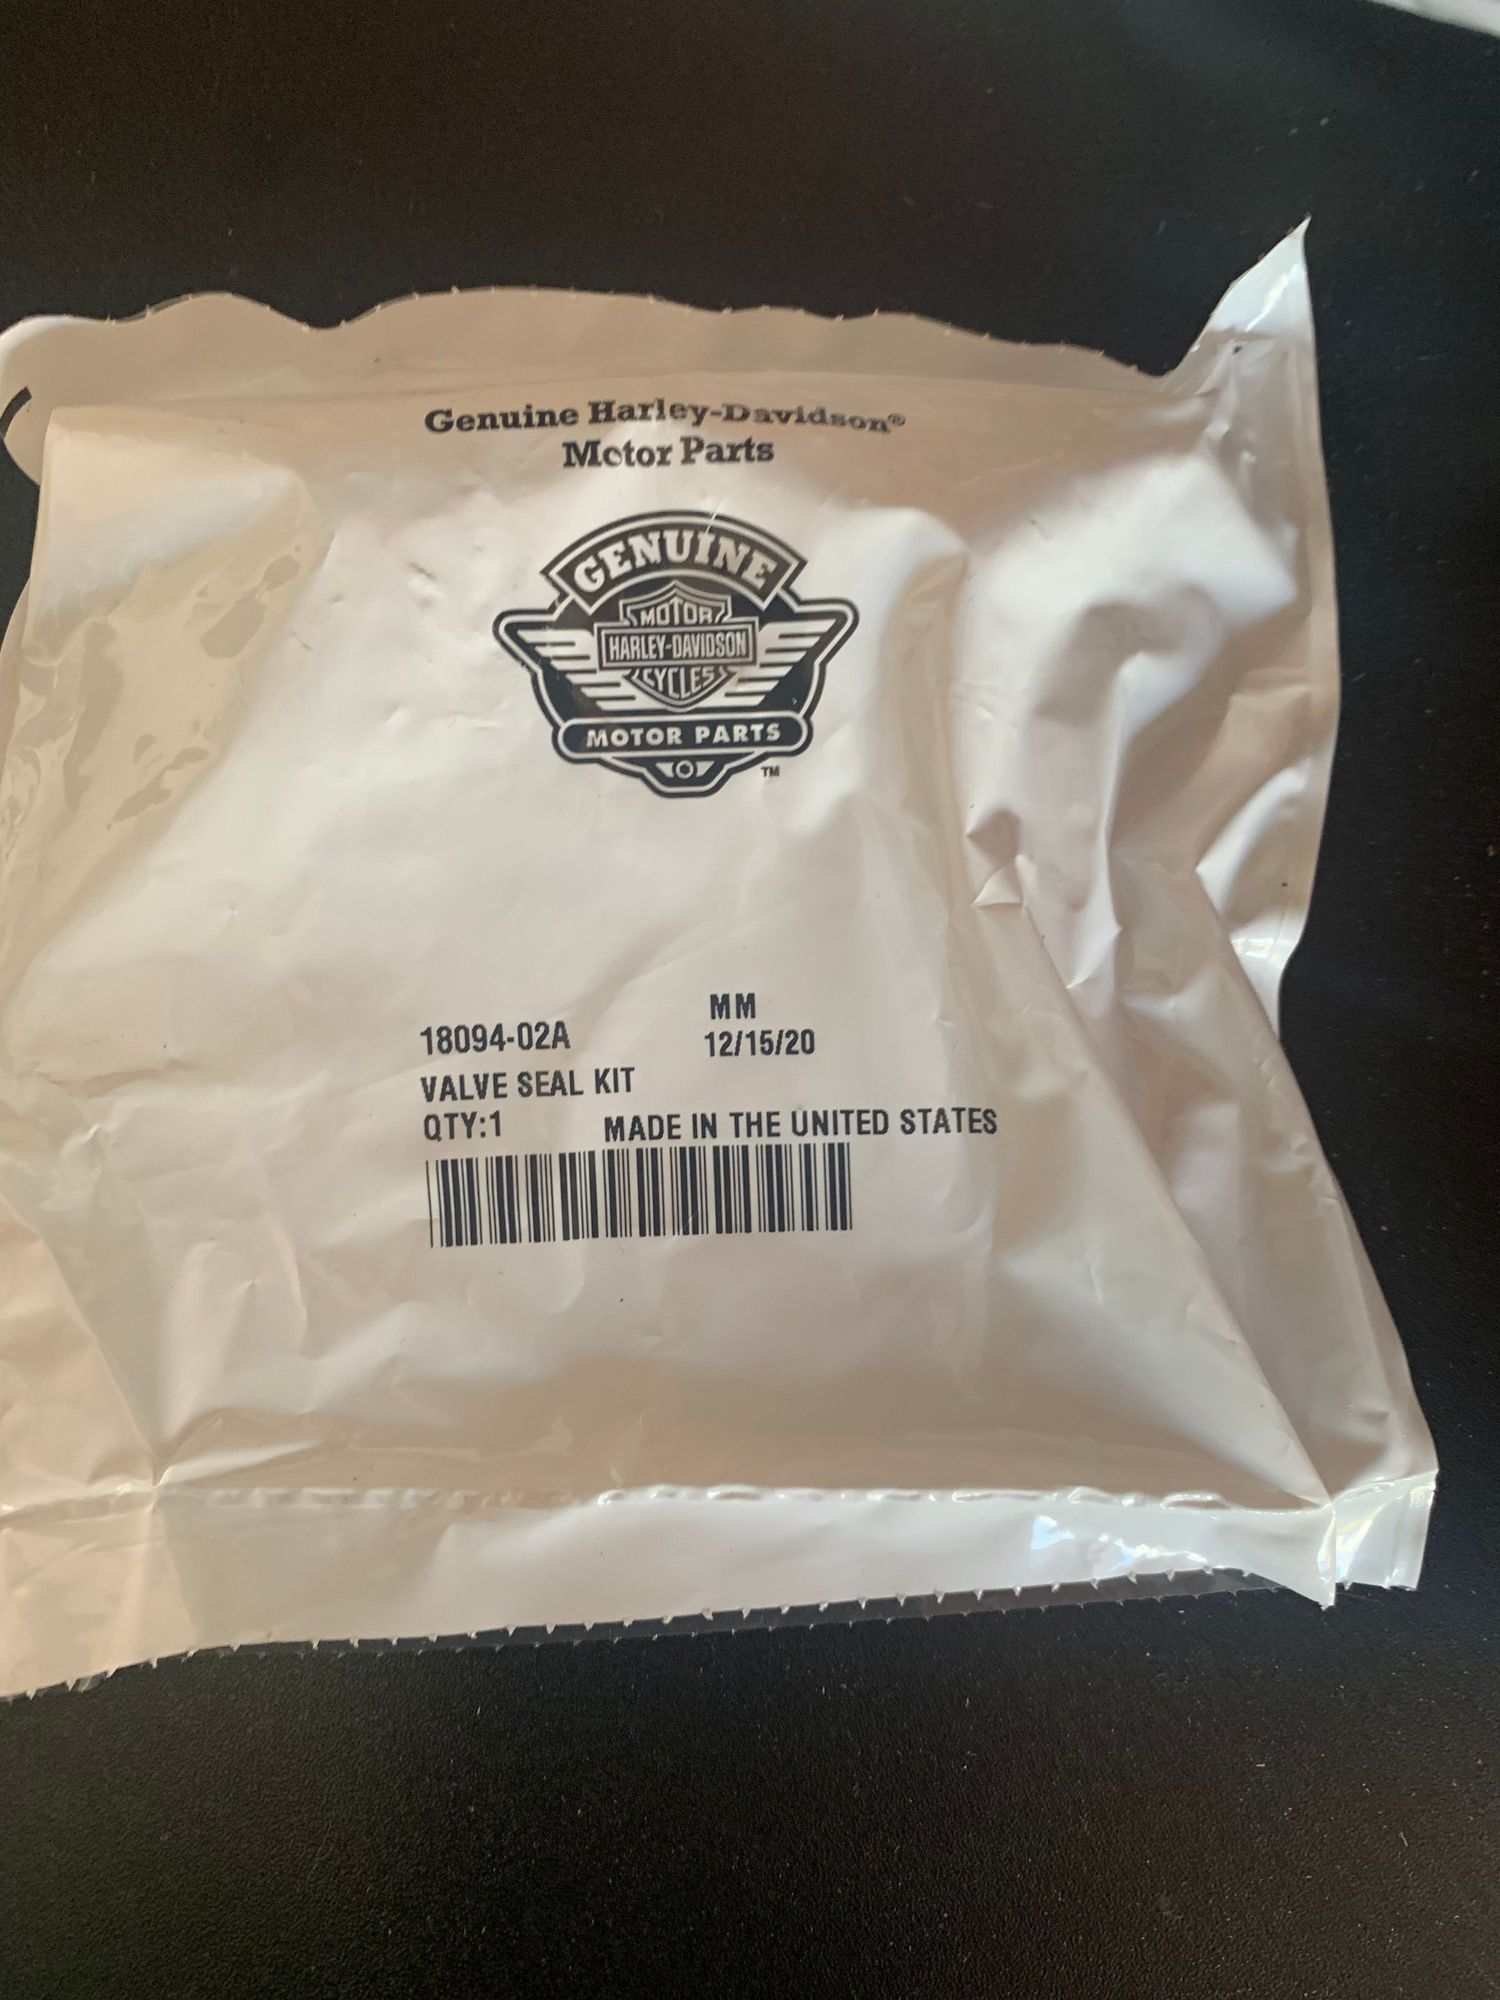 Genuine Harley-Davidson®
Motor Parts
GENUINE
MOTOR
HARLEY-DAVIDSON
CYCLES
MOTOR PARTS
TM
MM
18094-02A 12/15/20
VALVE SEAL KIT
QTY:1 MADE IN THE UNITED STATES